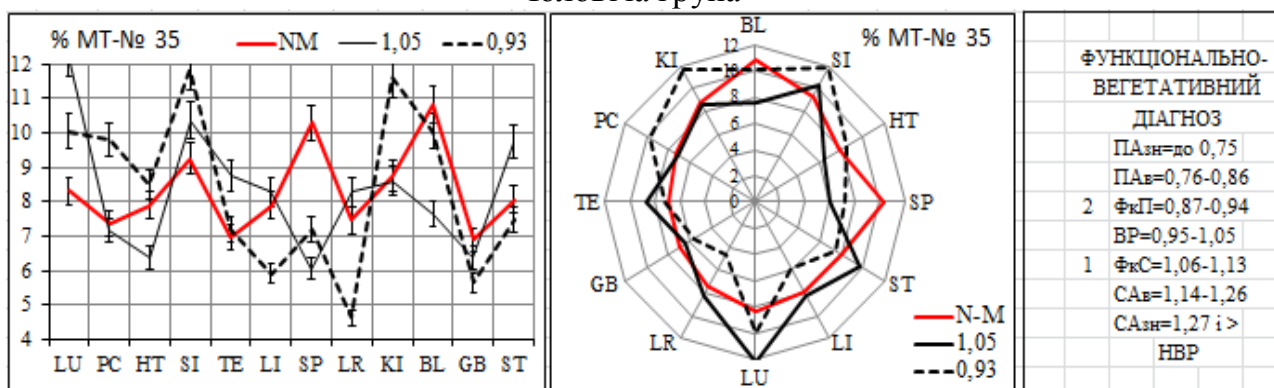 % МТ-№ 35 NM 1,05 0,93
12
11
10
9
8
7
6
5
4
LU PC HT SI TE LI SP LR KI BL GB ST
% МТ-№ 35
BL
SI
HT
SP
ST
LI
LU
LR
GB
TE
PC
KI
12
10
8
6
4
2
0
N-M
1,05
0,93
ФУНКЦІОНАЛЬНО-
ВЕГЕТАТИВНИЙ
ДІАГНОЗ
ПАзн=до 0,75
ПАв=0,76-0,86
2 ФкП=0,87-0,94
ВР=0,95-1,05
1 ФкС=1,06-1,13
САв=1,14-1,26
САзн=1,27 і >
НВР